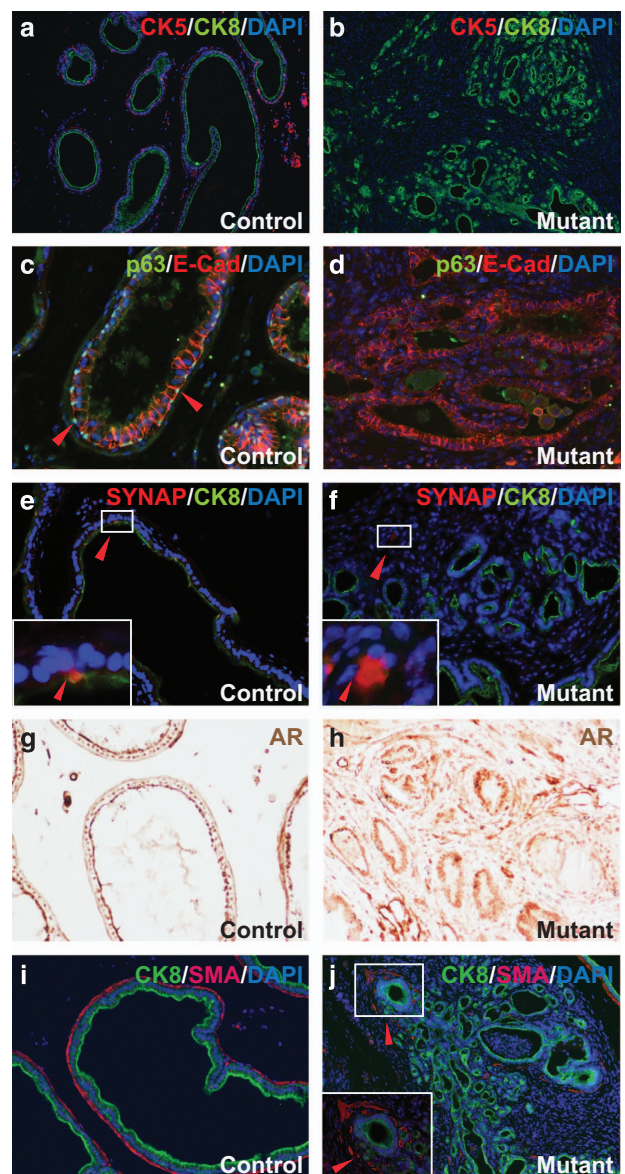 a CK5/CK8/DAPI
Control
b CK5/CK8/DAPI
Mutant
c p63/E-Cad/DAPI
Control
d p63/E-Cad/DAPI
Mutant
e SYNAP/CK8/DAPI
Control
f SYNAP/CK8/DAPI
Mutant
g AR
Control
h AR
Mutant
i CK8/SMA/DAPI
Control
j CK8/SMA/DAPI
Mutant